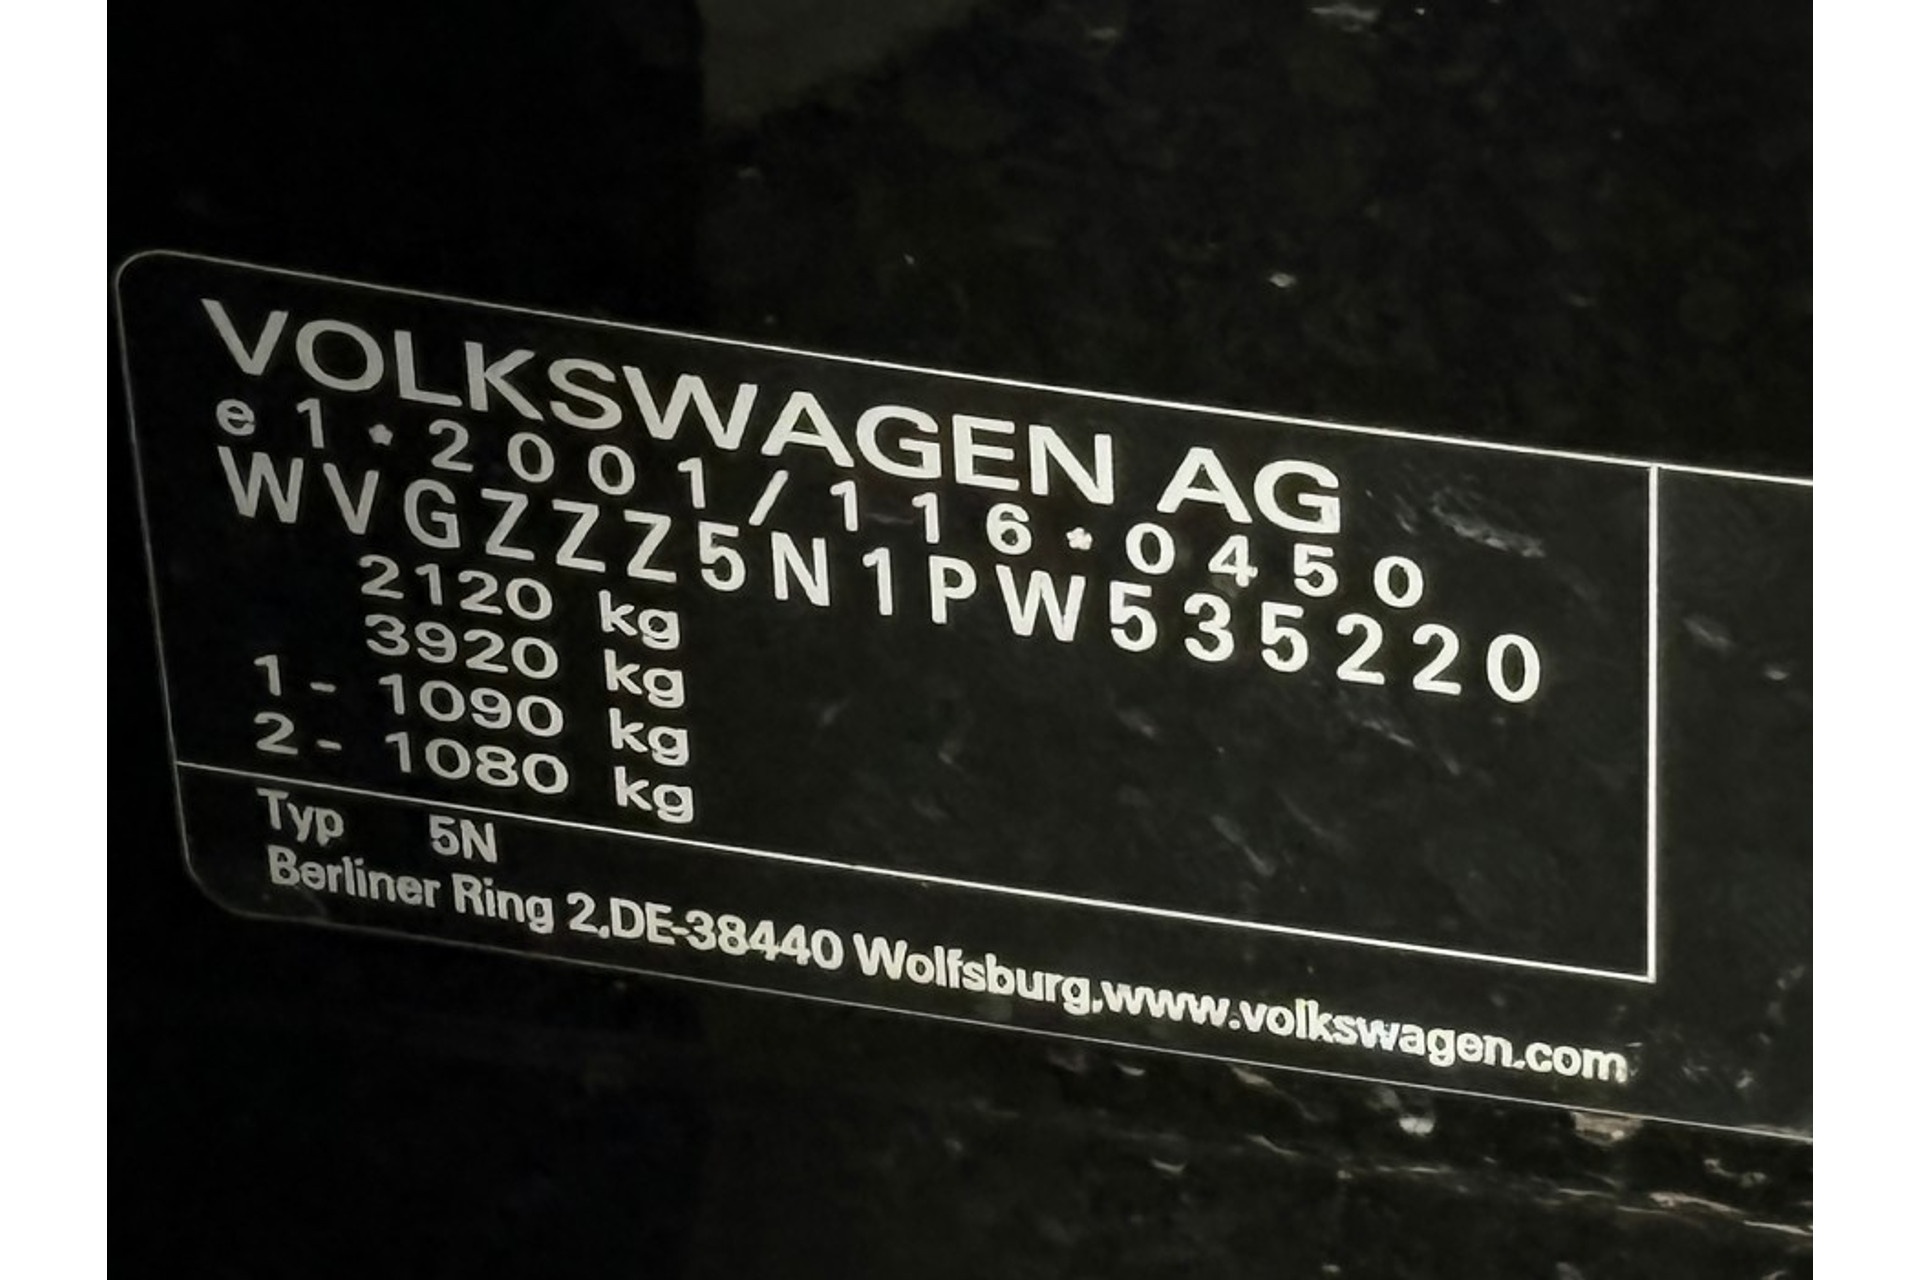 VOLKSWAGEN AG
e1*2001/116*0450
WVGZZZ5N1PW535220
2120 kg
3920 kg
1- 1090 kg
2- 1080 kg
Typ 5N
Berliner Ring 2,DE-38440 Wolfsburg,www.volkswagen.com